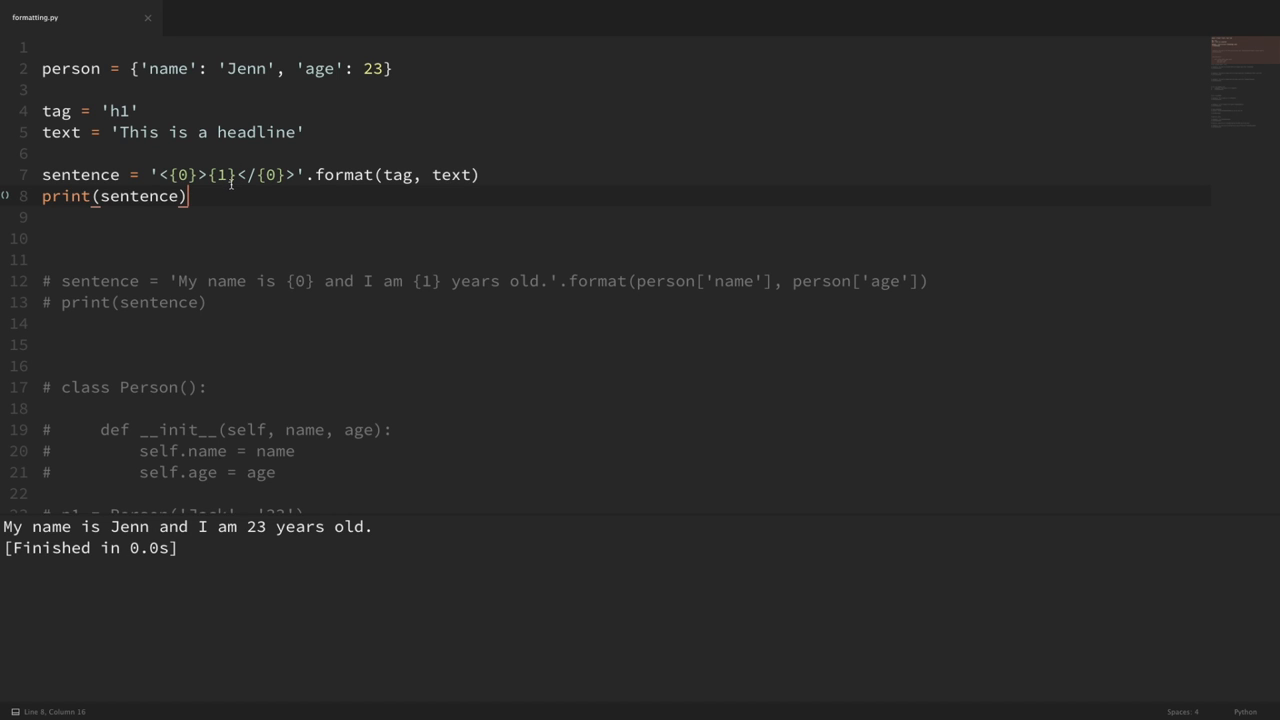 formatting.py ×
1
2 person = {'name': 'Jenn', 'age': 23}
3
4 tag = 'h1'
5 text = 'This is a headline'
6
7 sentence = '<{0}>{1}</{0}>'.format(tag, text)
8 print(sentence)
9
10
11
12 # sentence = 'My name is {0} and I am {1} years old.'.format(person['name'], person['age'])
13 # print(sentence)
14
15
16
17 # class Person():
18
19 #     def __init__(self, name, age):
20 #         self.name = name
21 #         self.age = age
22
My name is Jenn and I am 23 years old.
[Finished in 0.0s]
Line 8, Column 16
Spaces: 4
Python